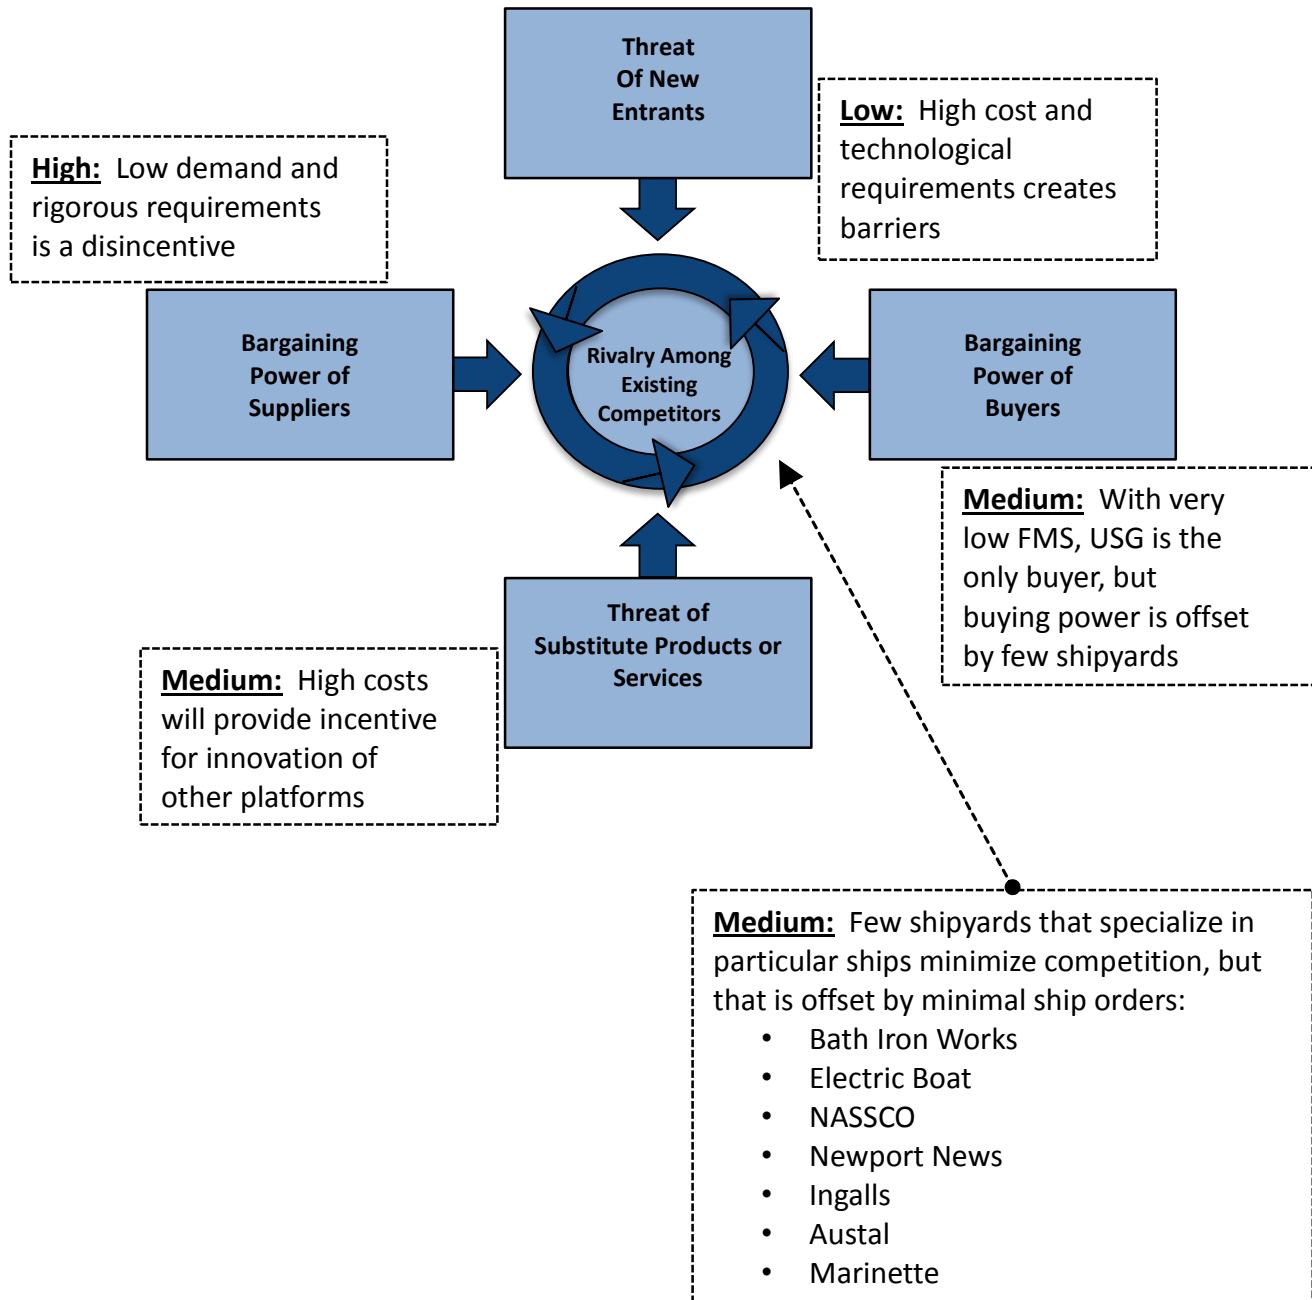 Threat
Of New
Entrants
Low: High cost and
technological
requirements creates
barriers
High: Low demand and
rigorous requirements
is a disincentive
Bargaining
Power of
Suppliers
Rivalry Among
Existing
Competitors
Bargaining
Power of
Buyers
Medium: With very
low FMS, USG is the
only buyer, but
buying power is offset
by few shipyards
Threat of
Substitute Products or
Services
Medium: High costs
will provide incentive
for innovation of
other platforms
Medium: Few shipyards that specialize in
particular ships minimize competition, but
that is offset by minimal ship orders:
• Bath Iron Works
• Electric Boat
• NASSCO
• Newport News
• Ingalls
• Austal
• Marinette